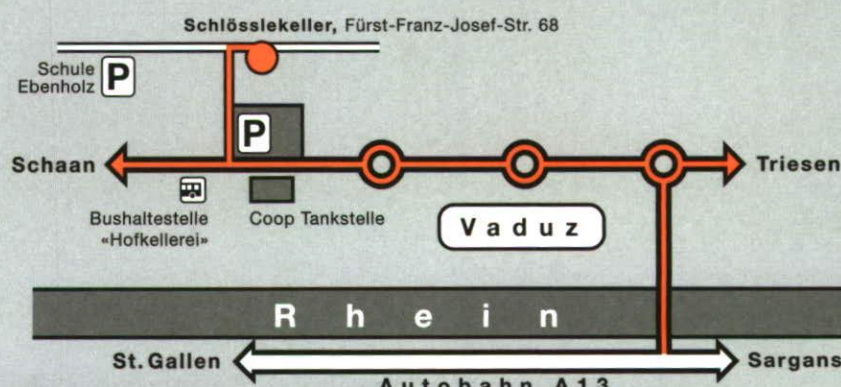 Schlösslekeller, Fürst-Franz-Josef-Str. 68
Schule
Ebenholz
P
P
Schaan
Triesen
Bushaltestelle
«Hofkellerei»
Coop Tankstelle
Vaduz
Rhein
St. Gallen
Sargans
Autobahn A13